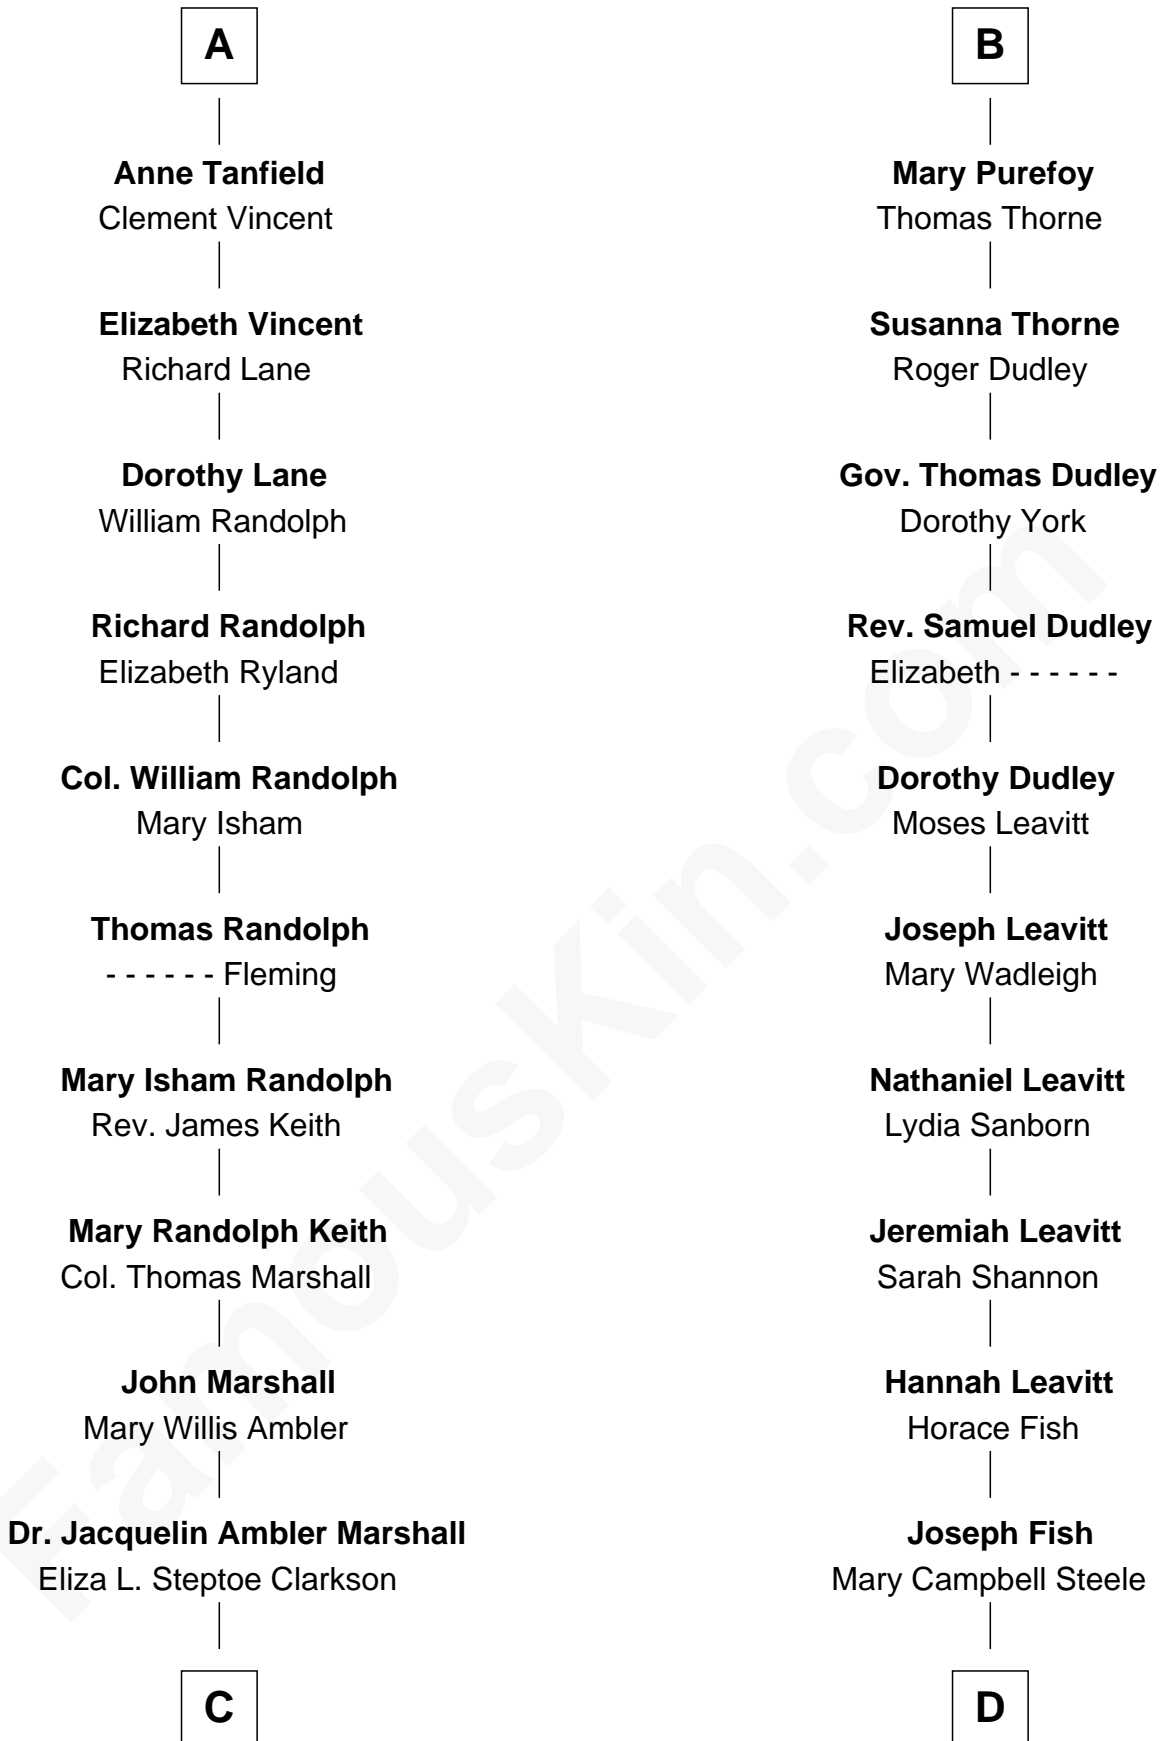 A
Anne Tanfield
Clement Vincent
Elizabeth Vincent
Richard Lane
Dorothy Lane
William Randolph
Richard Randolph
Elizabeth Ryland
Col. William Randolph
Mary Isham
Thomas Randolph
- - - - - - Fleming
Mary Isham Randolph
Rev. James Keith
Mary Randolph Keith
Col. Thomas Marshall
John Marshall
Mary Willis Ambler
Dr. Jacquelin Ambler Marshall
Eliza L. Steptoe Clarkson
C
B
Mary Purefoy
Thomas Thorne
Susanna Thorne
Roger Dudley
Gov. Thomas Dudley
Dorothy York
Rev. Samuel Dudley
Elizabeth - - - - - -
Dorothy Dudley
Moses Leavitt
Joseph Leavitt
Mary Wadleigh
Nathaniel Leavitt
Lydia Sanborn
Jeremiah Leavitt
Sarah Shannon
Hannah Leavitt
Horace Fish
Joseph Fish
Mary Campbell Steele
D
FamousKin.com